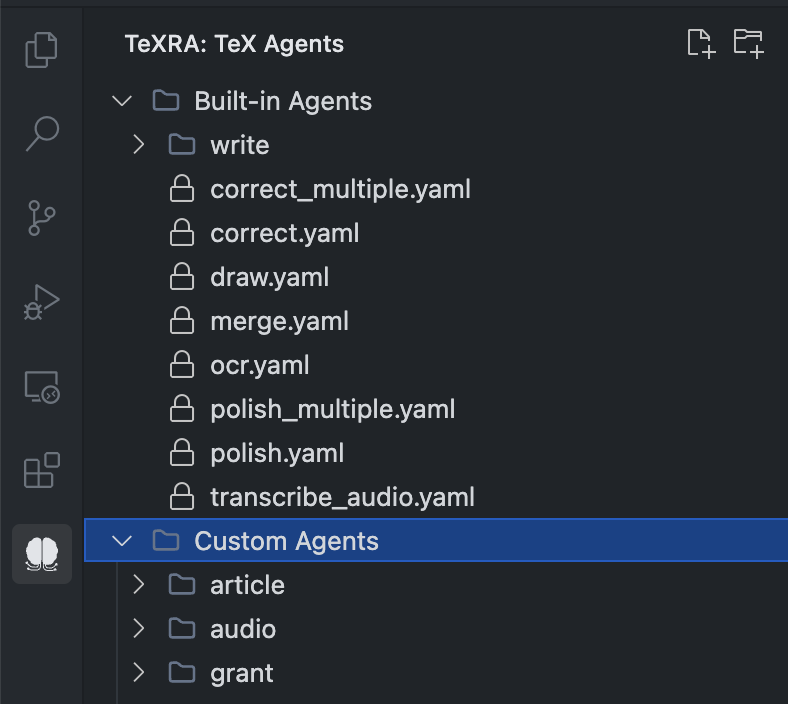 TeXRA: TeX Agents
Built-in Agents
write
correct_multiple.yaml
correct.yaml
draw.yaml
merge.yaml
ocr.yaml
polish_multiple.yaml
polish.yaml
transcribe_audio.yaml
Custom Agents
article
audio
grant